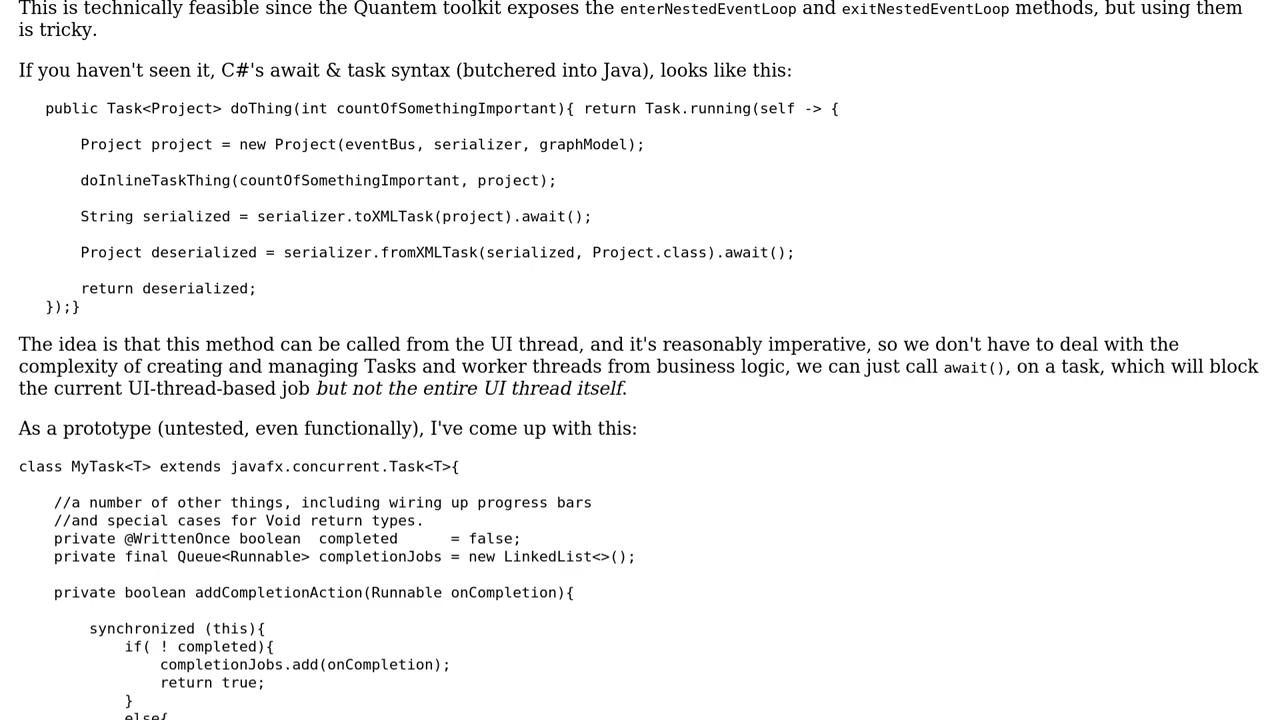 This is technically feasible since the Quantem toolkit exposes the enterNestedEventLoop and exitNestedEventLoop methods, but using them
is tricky.
If you haven't seen it, C#'s await & task syntax (butchered into Java), looks like this:
public Task<Project> doThing(int countOfSomethingImportant){ return Task.running(self -> {
Project project = new Project(eventBus, serializer, graphModel);
doInlineTaskThing(countOfSomethingImportant, project);
String serialized = serializer.toXMLTask(project).await();
Project deserialized = serializer.fromXMLTask(serialized, Project.class).await();
return deserialized;
});}
The idea is that this method can be called from the UI thread, and it's reasonably imperative, so we don't have to deal with the
complexity of creating and managing Tasks and worker threads from business logic, we can just call await(), on a task, which will block
the current UI-thread-based job but not the entire UI thread itself.
As a prototype (untested, even functionally), I've come up with this:
class MyTask<T> extends javafx.concurrent.Task<T>{
//a number of other things, including wiring up progress bars
//and special cases for Void return types.
private @WrittenOnce boolean  completed      = false;
private final Queue<Runnable> completionJobs = new LinkedList<>();
private boolean addCompletionAction(Runnable onCompletion){
synchronized (this){
if( ! completed){
completionJobs.add(onCompletion);
return true;
}
else{